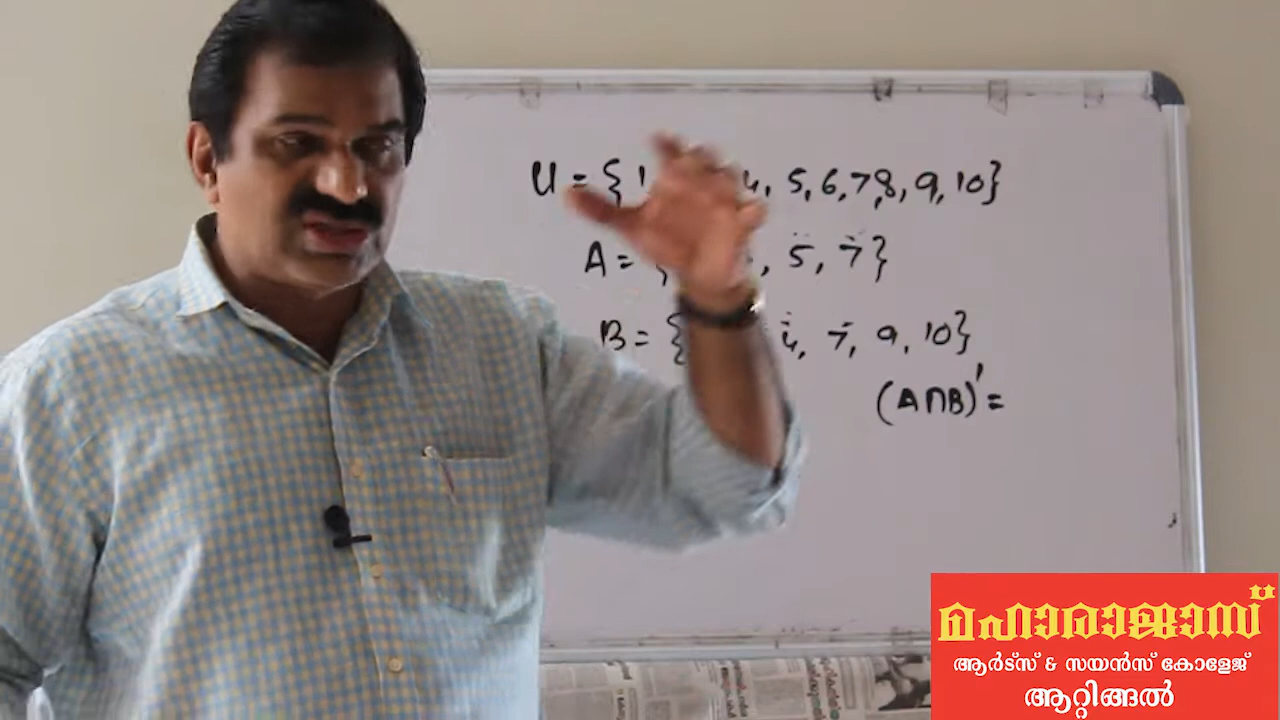 U = { 1 4, 5, 6, 7, 8, 9, 10}
A = { , 5, 7}
B = { 4, 7, 9, 10}
(A∩B)' =
മഹാരാജാസ്
ആർട്സ് & സയൻസ് കോളേജ്
ആറ്റിങ്ങൽ